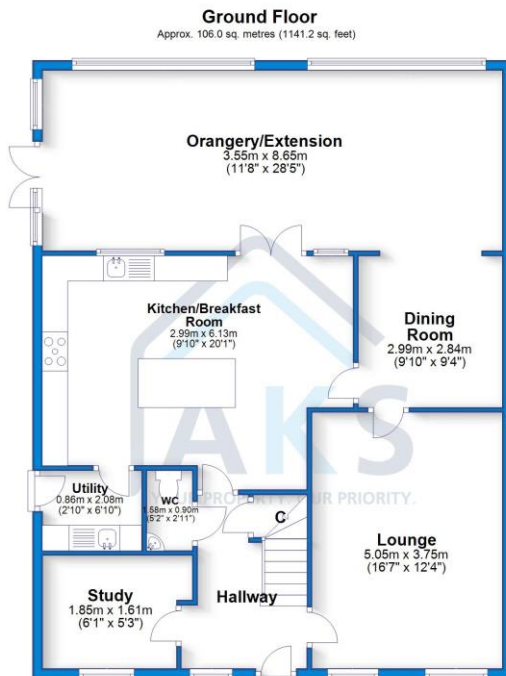 Ground Floor
Approx. 106.0 sq. metres (1141.2 sq. feet)
Orangery/Extension
3.55m x 8.65m
(11'8" x 28'5")
Kitchen/Breakfast
Room
2.99m x 6.13m
(9'10" x 20'1")
Dining
Room
2.99m x 2.84m
(9'10" x 9'4")
AKS
YOUR PROPERTY YOUR PRIORITY.
Utility
0.86m x 2.08m
(2'10" x 6'10")
WC
1.58m x 0.90m
(5'2" x 2'11")
C
Lounge
5.05m x 3.75m
(16'7" x 12'4")
Study
1.85m x 1.61m
(6'1" x 5'3")
Hallway